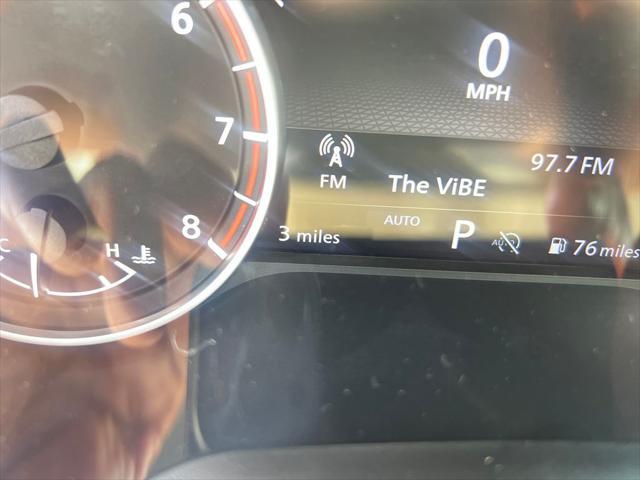 6
7
8
C H
0
MPH
97.7 FM
FM The ViBE
AUTO
3 miles P AUTO 76 miles